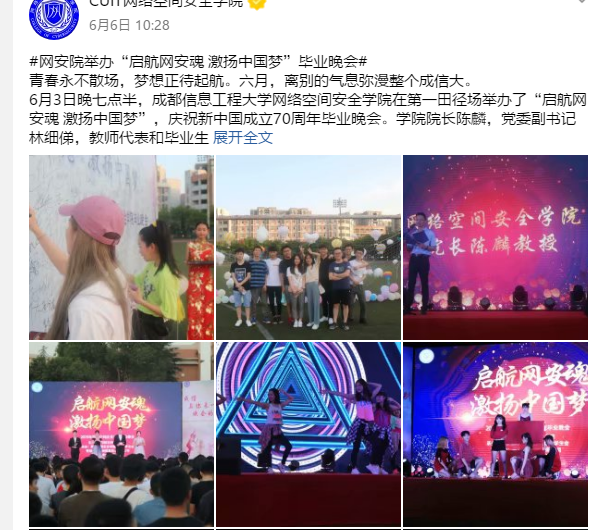 网络空间安全学院
6月6日 10:28
#网安院举办“启航网安魂 激扬中国梦”毕业晚会#
青春永不散场，梦想正待起航。六月，离别的气息弥漫整个成信大。
6月3日晚七点半，成都信息工程大学网络空间安全学院在第一田径场举办了“启航网
安魂 激扬中国梦”，庆祝新中国成立70周年毕业晚会。学院院长陈麟，党委副书记
林细俤，教师代表和毕业生 展开全文
网络空间安全学院
院长陈麟教授
启航网安魂
激扬中国梦
启航网安魂
激扬中国梦